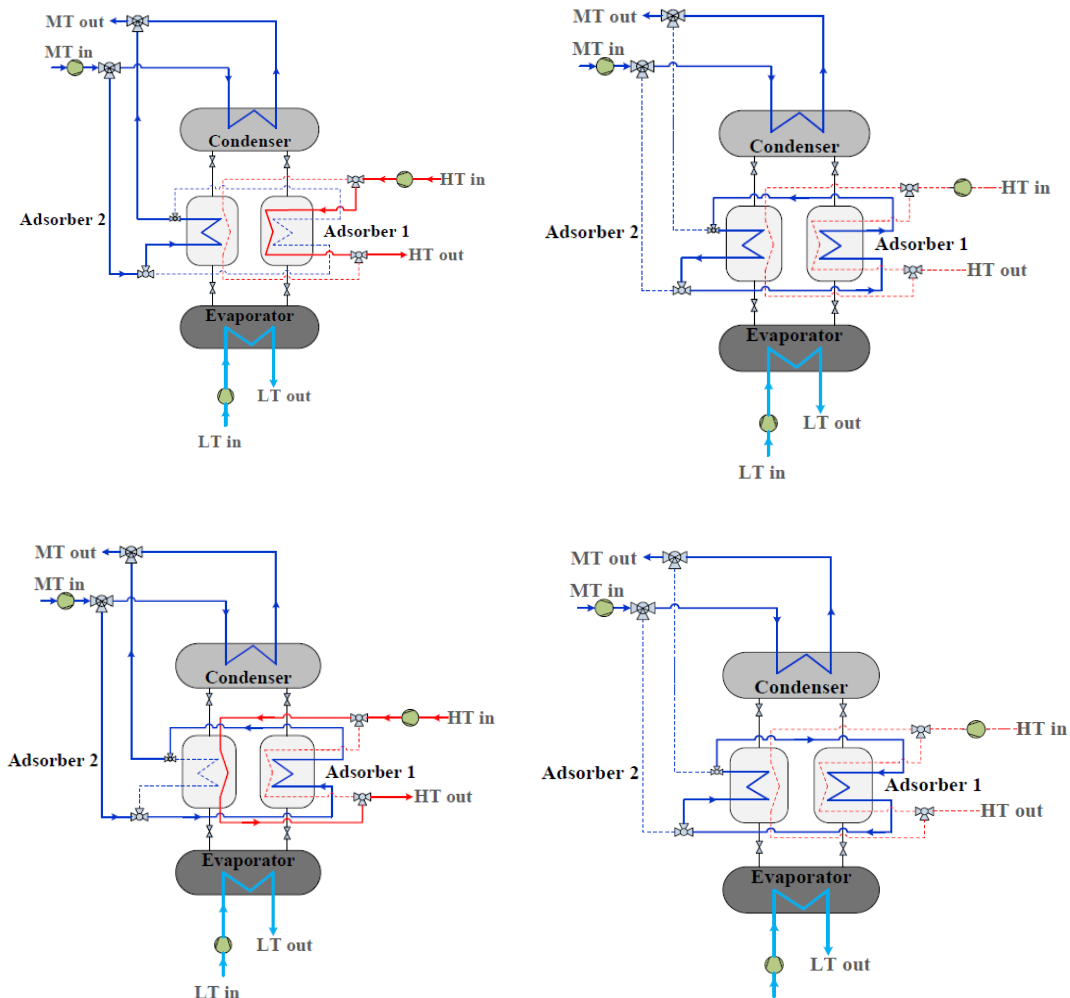 MT out
MT in
Condenser
HT in
Adsorber 2
Adsorber 1
HT out
Evaporator
LT out
LT in
MT out
MT in
Condenser
HT in
Adsorber 2
Adsorber 1
HT out
Evaporator
LT out
LT in
MT out
MT in
Condenser
HT in
Adsorber 2
Adsorber 1
HT out
Evaporator
LT out
LT in
MT out
MT in
Condenser
HT in
Adsorber 2
Adsorber 1
HT out
Evaporator
LT out